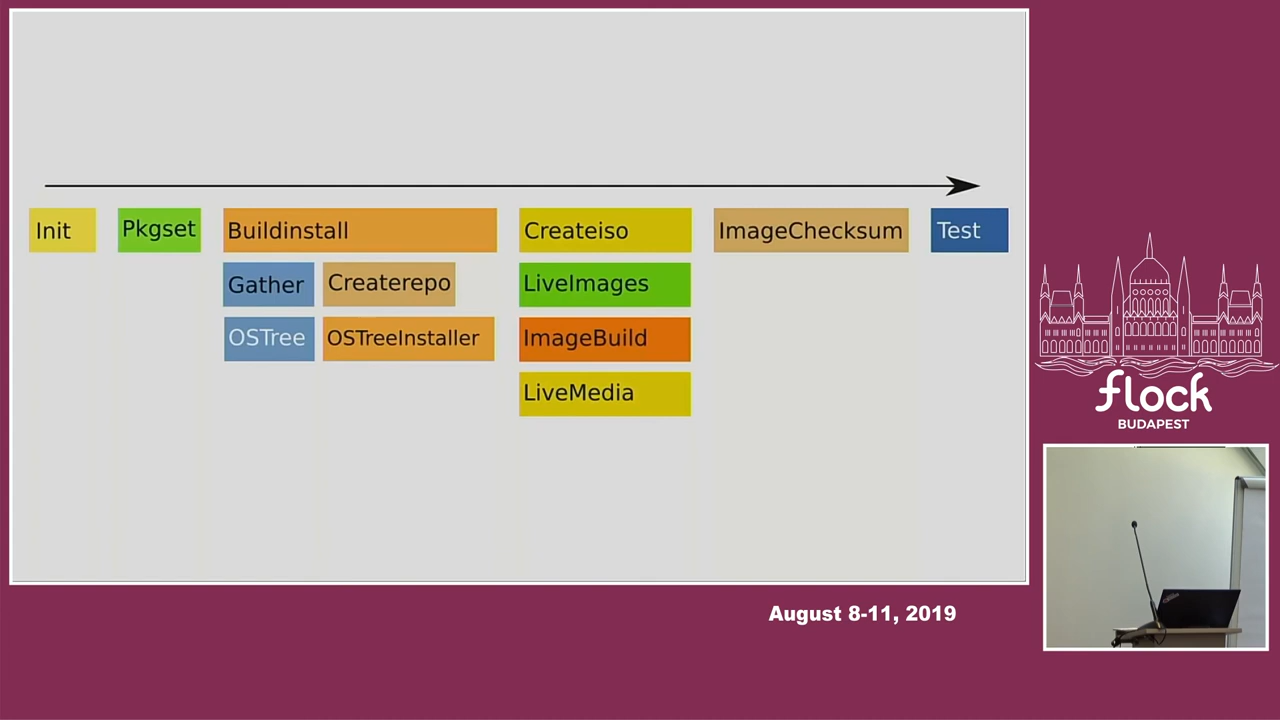 Init
Pkgset
Buildinstall
Createiso
ImageChecksum
Test
Gather
Createrepo
LiveImages
OSTree
OSTreeInstaller
ImageBuild
LiveMedia
flock
BUDAPEST
August 8-11, 2019